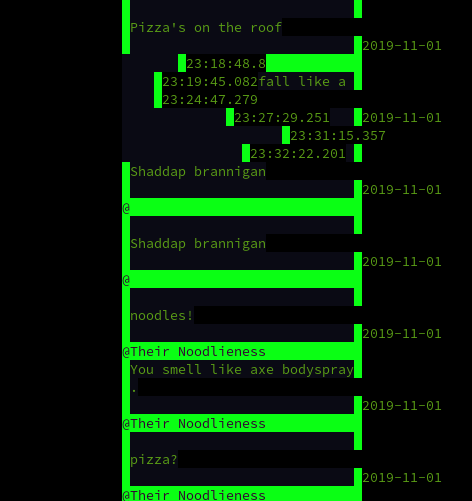 Pizza's on the roof
2019-11-01
23:18:48.8
23:19:45.082fall like a
23:24:47.279
23:27:29.251 2019-11-01
23:31:15.357
23:32:22.201
Shaddap brannigan
2019-11-01
@
Shaddap brannigan
2019-11-01
@
noodles!
2019-11-01
@Their Noodlieness
You smell like axe bodyspray
.
2019-11-01
@Their Noodlieness
pizza?
2019-11-01
@Their Noodlieness